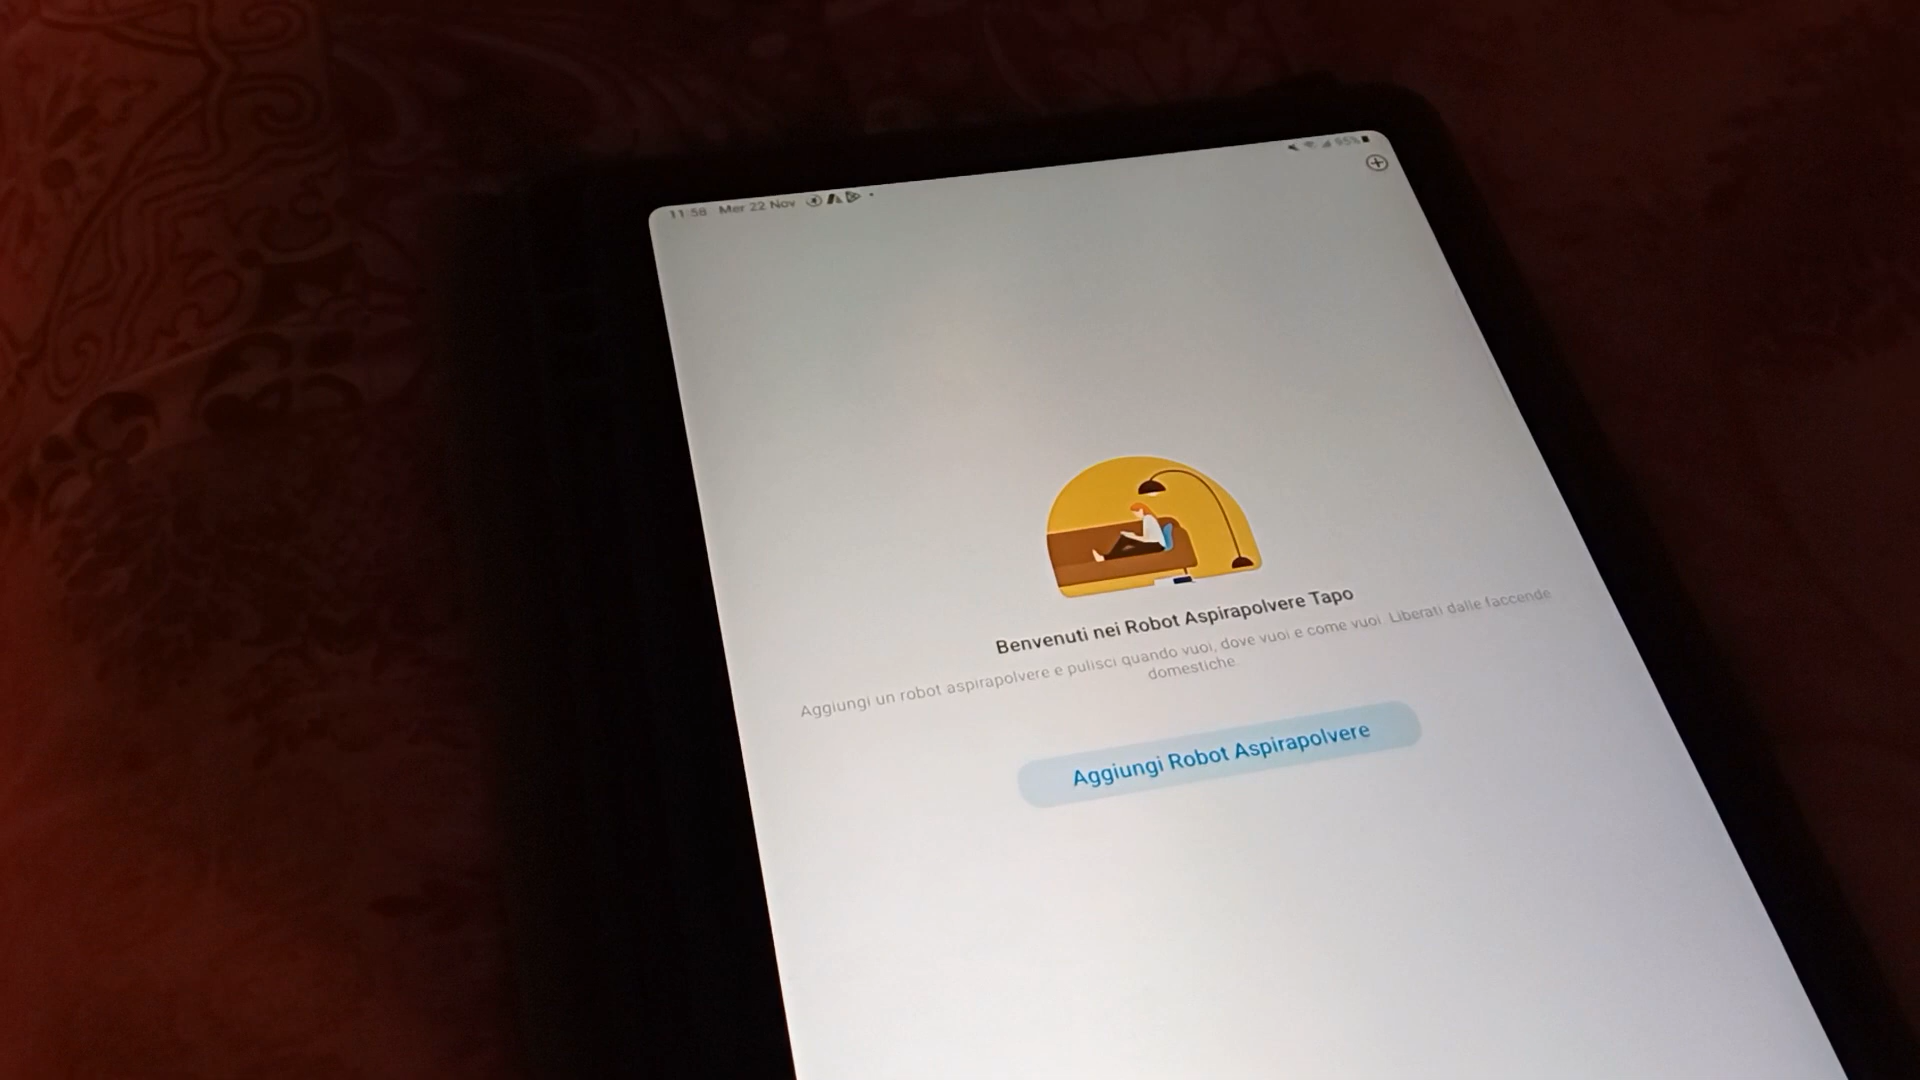 11:58 Mer 22 Nov
95%
Benvenuti nei Robot Aspirapolvere Tapo
Aggiungi un robot aspirapolvere e pulisci quando vuoi, dove vuoi e come vuoi. Liberati dalle faccende
domestiche.
Aggiungi Robot Aspirapolvere